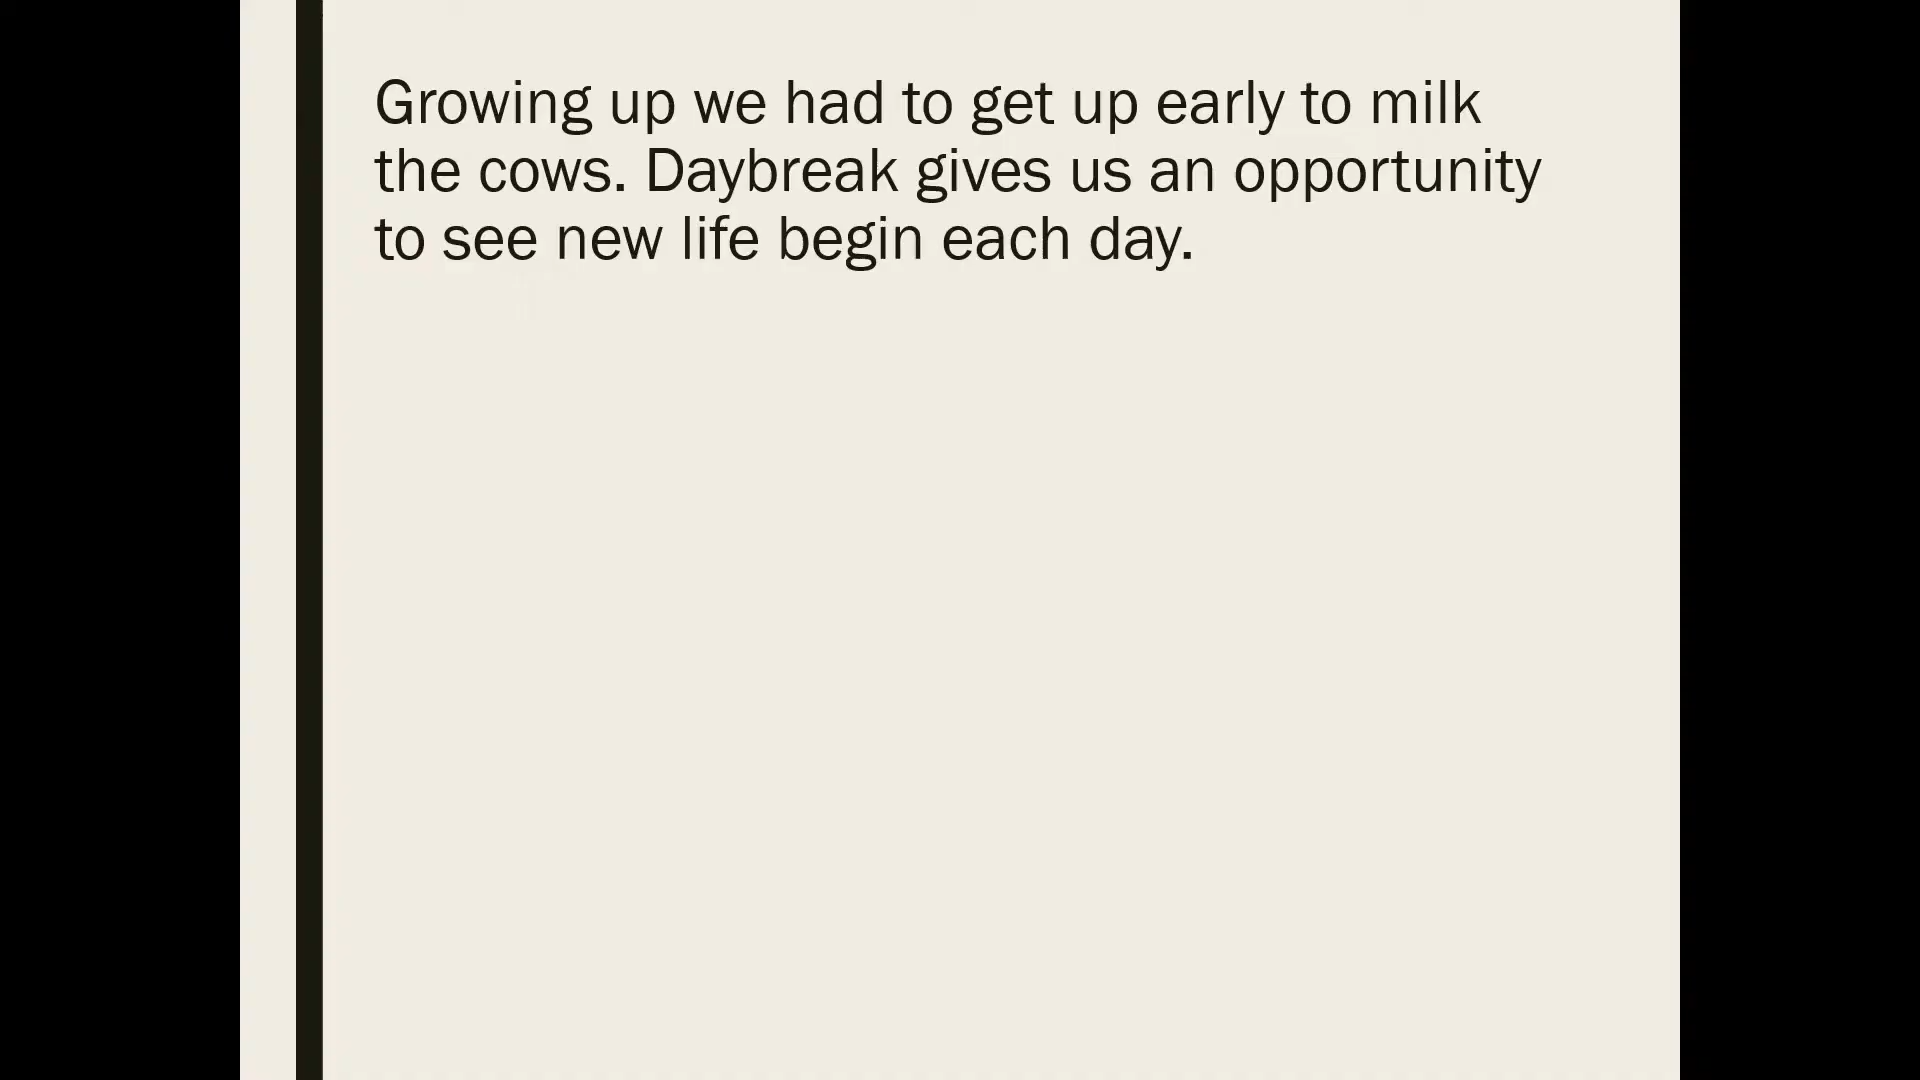 Growing up we had to get up early to milk
the cows. Daybreak gives us an opportunity
to see new life begin each day.